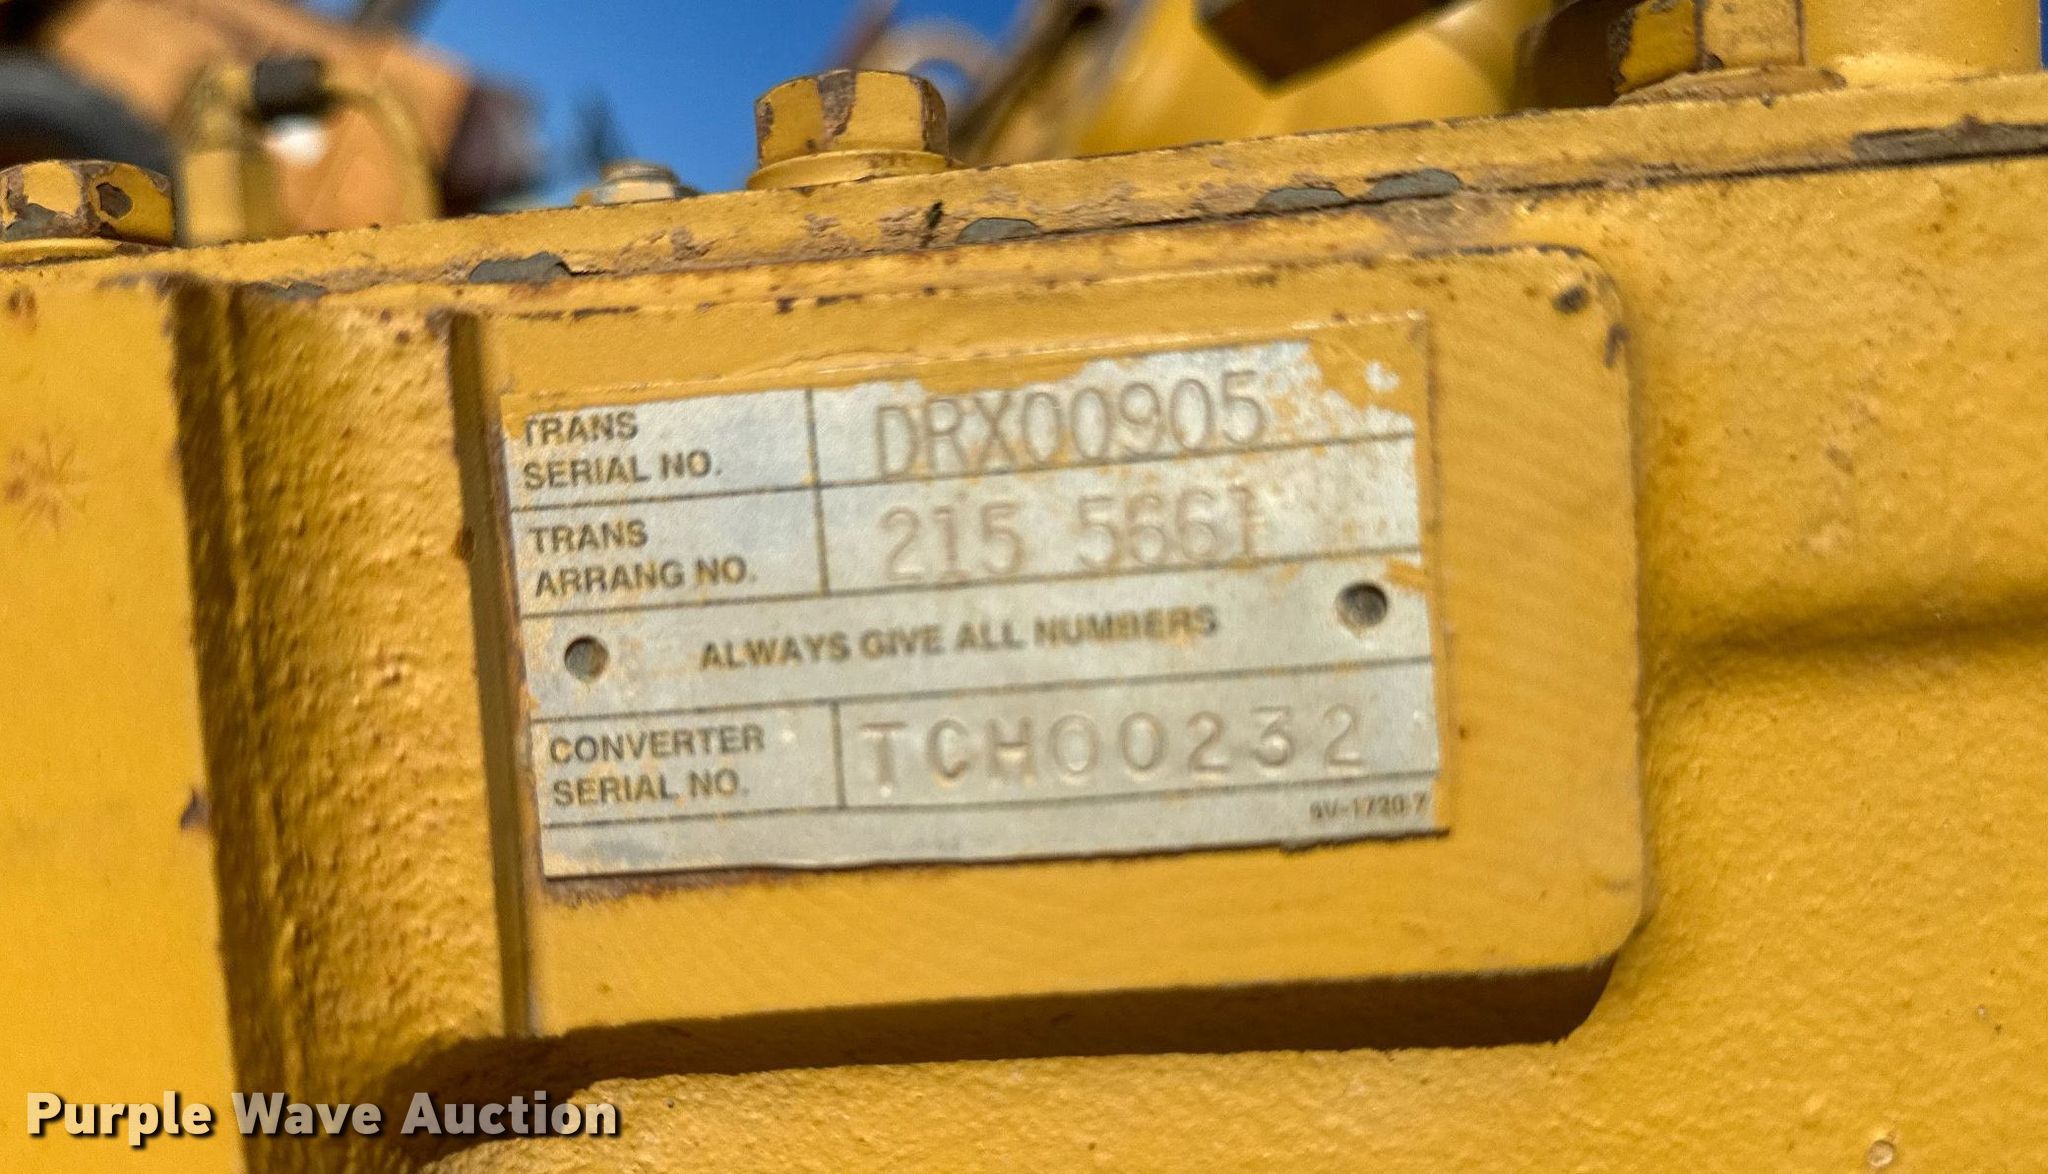 TRANS
SERIAL NO.
DRX00905
TRANS
ARRANG NO.
215 5661
ALWAYS GIVE ALL NUMBERS
CONVERTER
SERIAL NO.
TCH00232
Purple Wave Auction